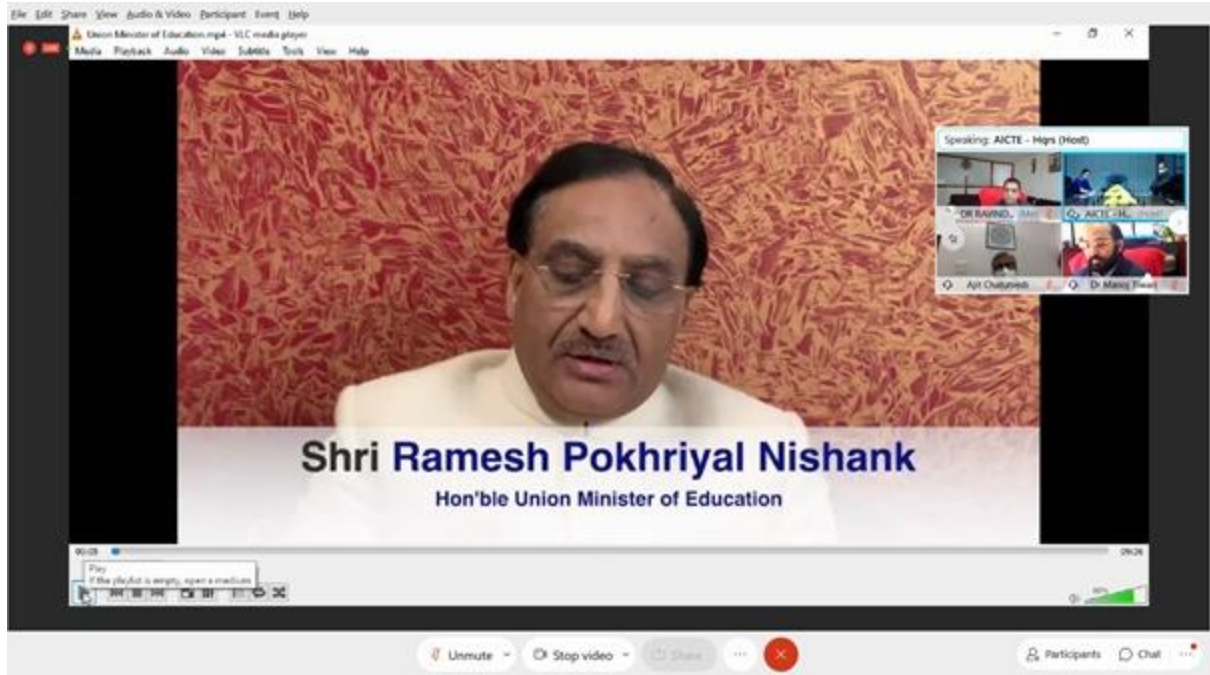 File Edit Share View Audio & Video Participant Event Help
Union Minister of Education.mp4 - VLC media player
Media Playback Audio Video Subtitle Tools View Help
Speaking: AICTE - Hqrs (Host)
DR RAVIND...
AICTE - H...
Ajit Chaturvedi
Dr Manoj Tiwari
Shri Ramesh Pokhriyal Nishank
Hon'ble Union Minister of Education
Play
If the playlist is empty, open a medium
Unmute
Stop video
Share
Participants
Chat